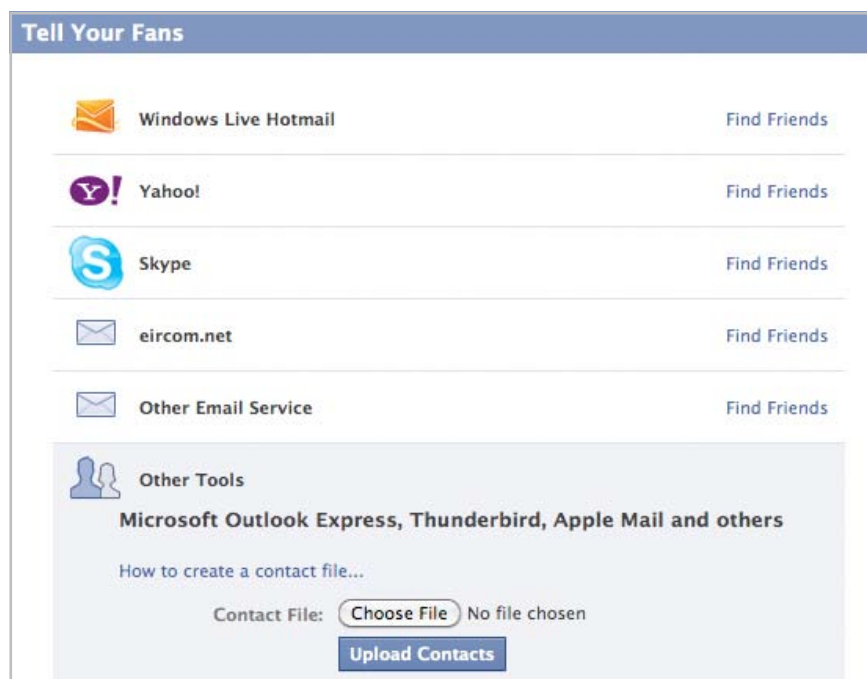 Tell Your Fans
Windows Live Hotmail Find Friends
Y! Yahoo! Find Friends
S Skype Find Friends
eircom.net Find Friends
Other Email Service Find Friends
Other Tools
Microsoft Outlook Express, Thunderbird, Apple Mail and others
How to create a contact file...
Contact File: Choose File No file chosen
Upload Contacts